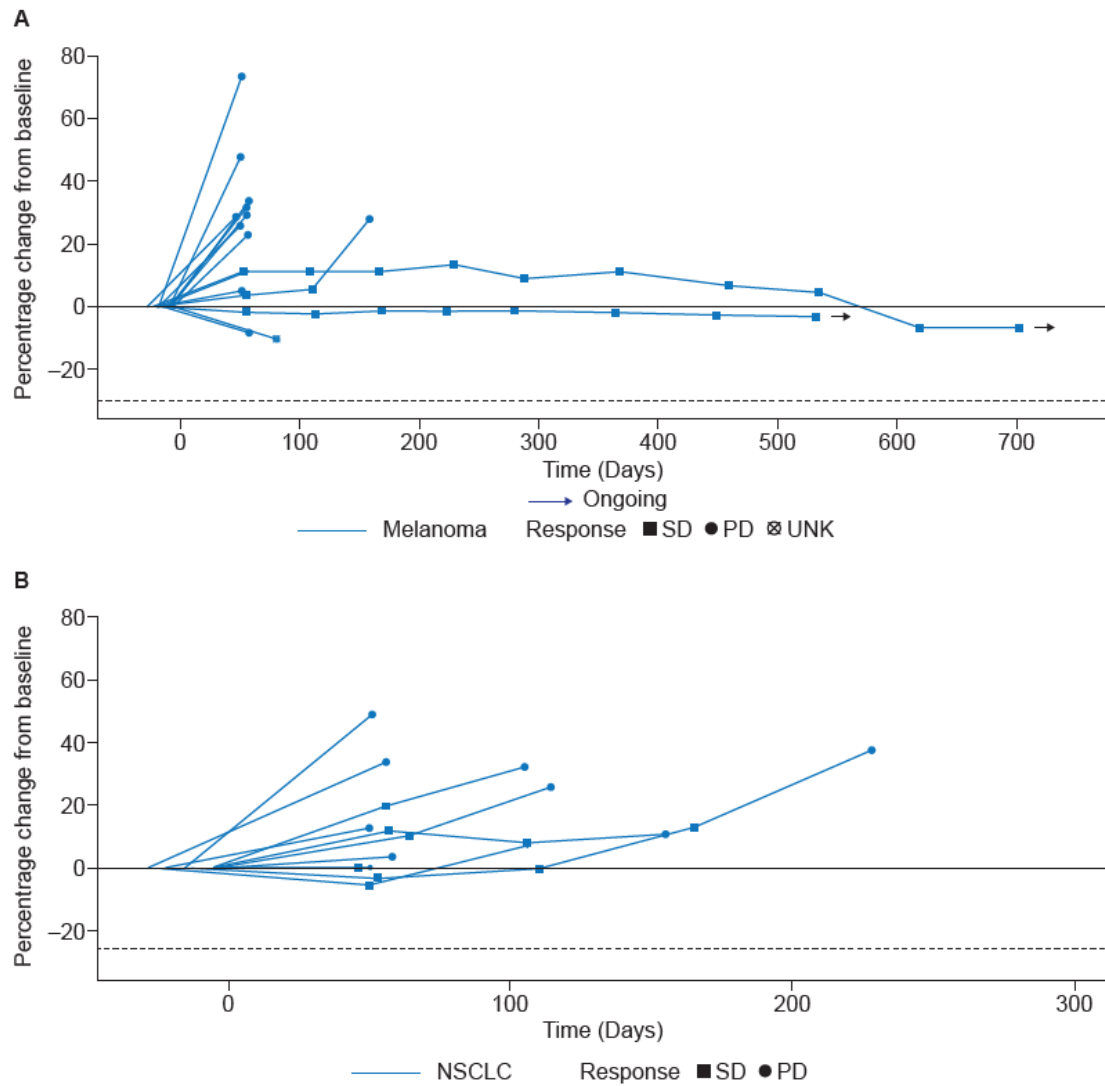 A
Percentrage change from baseline
80
60
40
20
0
–20
0 100 200 300 400 500 600 700
Time (Days)
Ongoing
Melanoma Response SD PD UNK
B
Percentage change from baseline
80
60
40
20
0
–20
0 100 200 300
Time (Days)
NSCLC Response SD PD